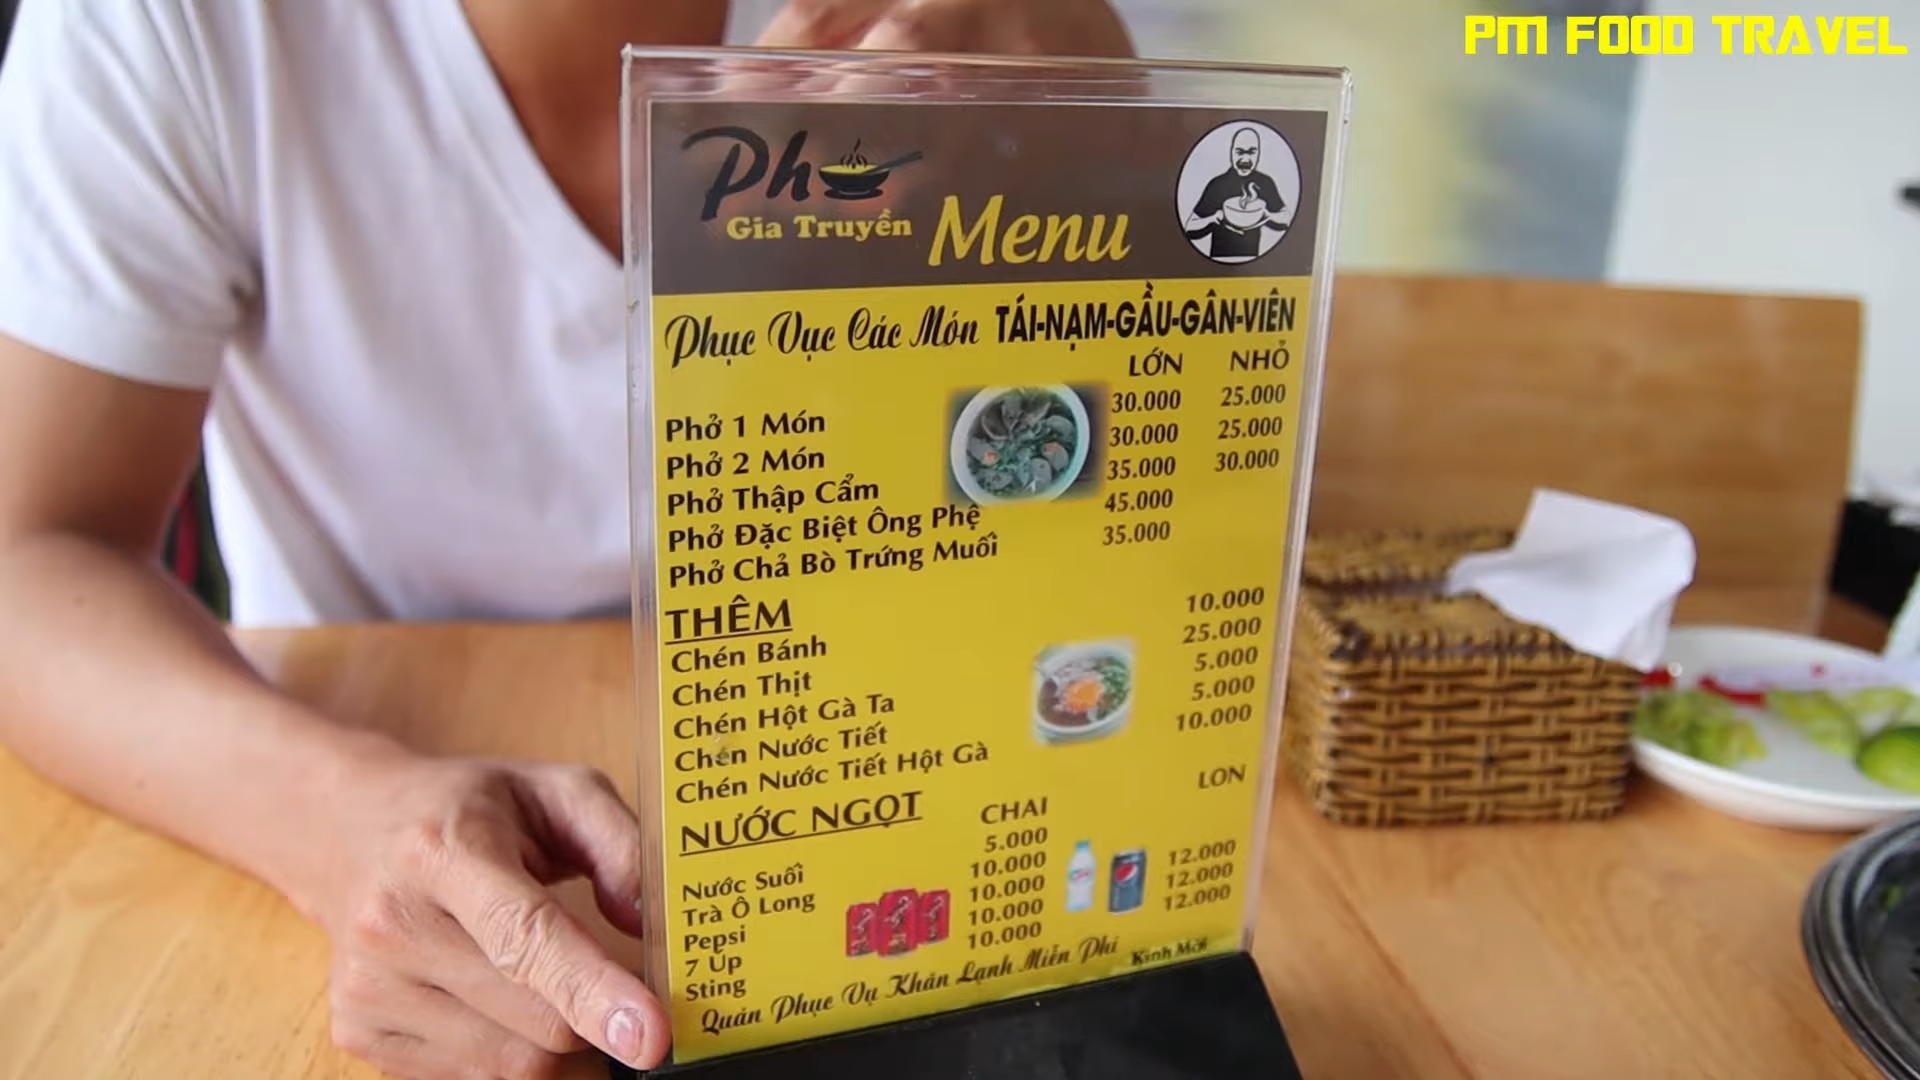 PM FOOD TRAVEL
Phở
Gia Truyền
Menu
Phục Vục Các Món TÁI-NẠM-GẦU-GÂN-VIÊN
LỚN NHỎ
Phở 1 Món 30.000 25.000
Phở 2 Món 30.000 25.000
Phở Thập Cẩm 35.000 30.000
Phở Đặc Biệt Ông Phệ 45.000
Phở Chả Bò Trứng Muối 35.000
THÊM
Chén Bánh 10.000
Chén Thịt 25.000
Chén Hột Gà Ta 5.000
Chén Nước Tiết 5.000
Chén Nước Tiết Hột Gà 10.000
NƯỚC NGỌT CHAI LON
Nước Suối 5.000
Trà Ô Long 10.000
Pepsi 10.000 12.000
7 Úp 10.000 12.000
Sting 10.000 12.000
Quán Phục Vụ Khăn Lạnh Miễn Phí Kính Mời